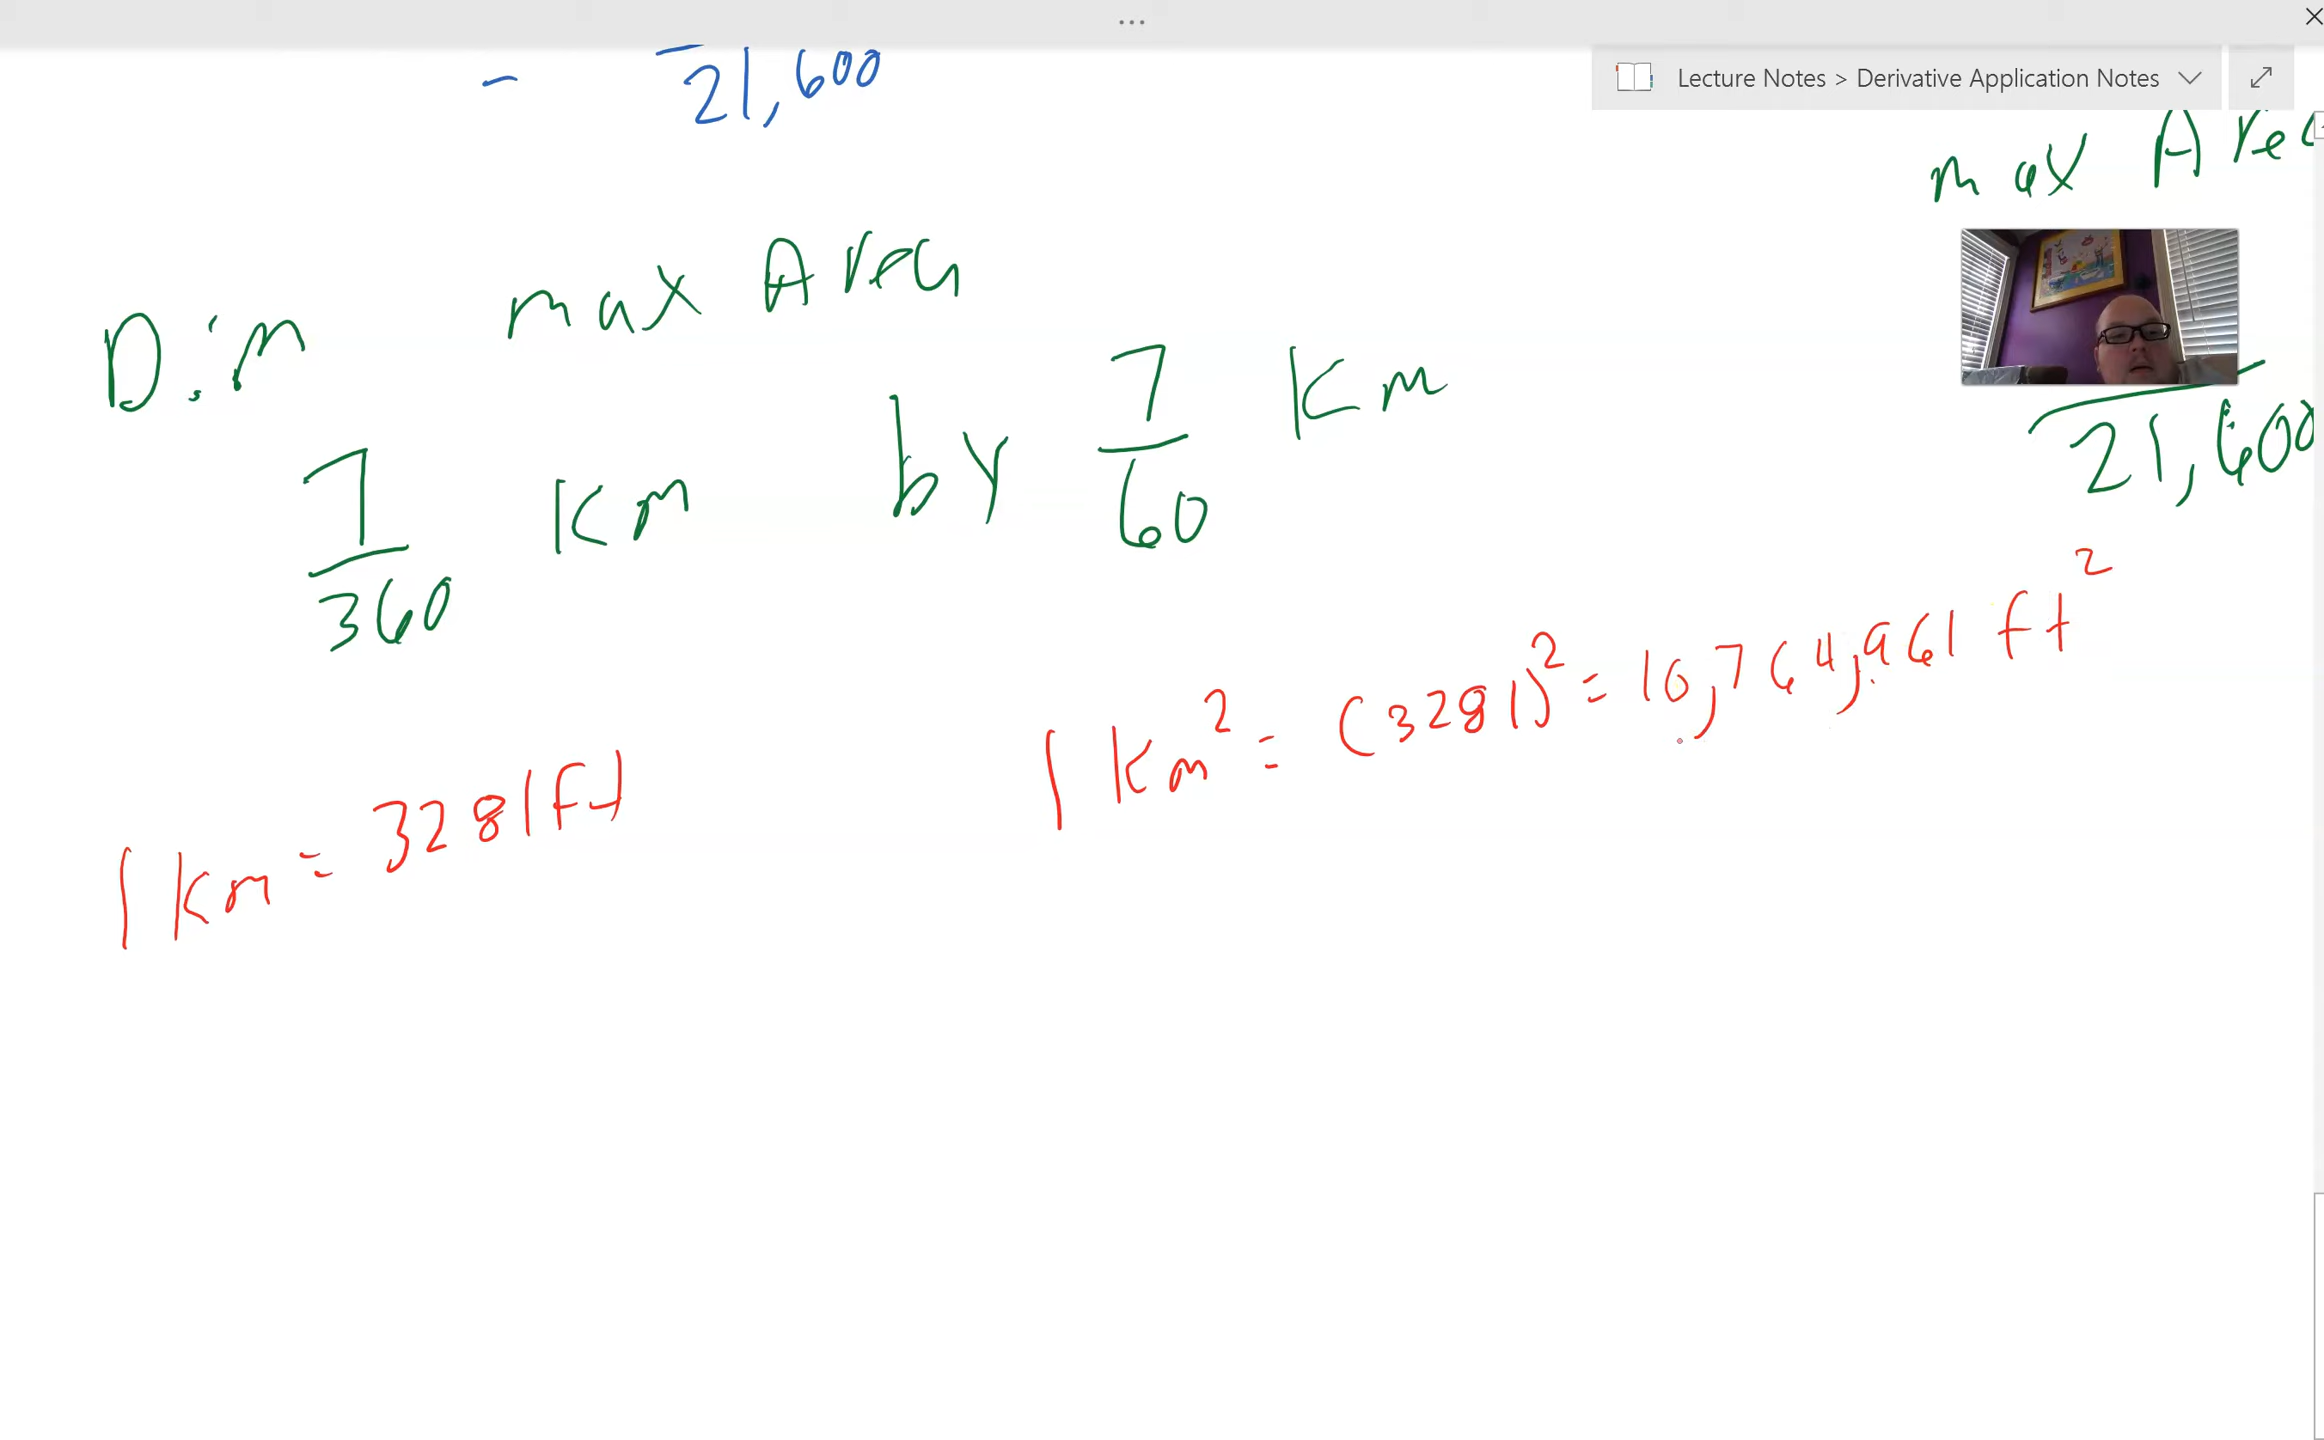 ...
21,600
-
Lecture Notes > Derivative Application Notes
max Area
Dim max Area
7/360 Km by 7/60 Km
21,600
1 Km = 3281 ft
1 Km² = (3281)² = 10,764,961 ft²